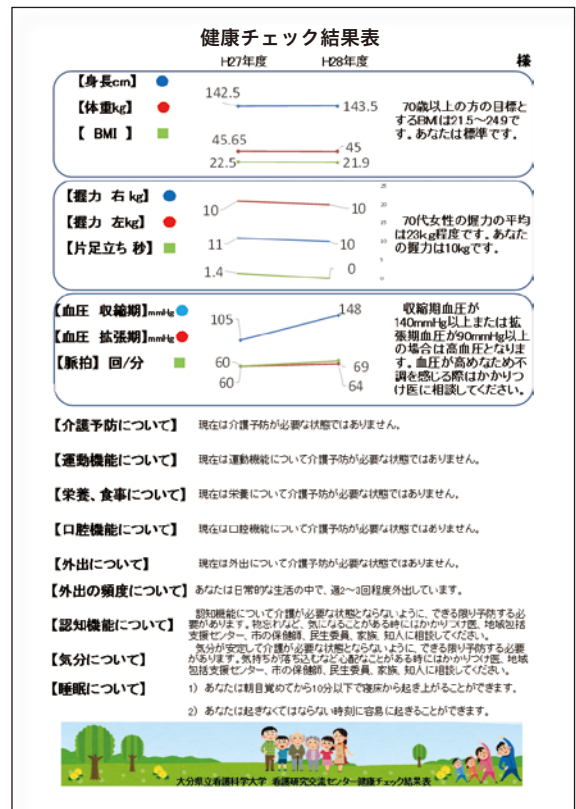 健康チェック結果表
H27年度 H28年度 様
【身長cm】
【体重kg】
【 BMI 】
142.5
143.5
45.65
45
22.5
21.9
70歳以上の方の目標と
するBMIは21.5～24.9で
す。あなたは標準です。
【握力 右 kg】
【握力 左kg】
【片足立ち 秒】
10
10
11
10
1.4
0
25
20
15
10
5
0
70代女性の握力の平均
は23kg程度です。あなた
の握力は10kgです。
【血圧 収縮期】mmHg
【血圧 拡張期】mmHg
【脈拍】回/分
105
148
60
69
60
64
収縮期血圧が
140mmHg以上または拡
張期血圧が90mmHg以上
の場合は高血圧となりま
す。血圧が高めなため不
調を感じる際はかかりつ
け医に相談してください。
【介護予防について】 現在は介護予防が必要な状態ではありません。
【運動機能について】 現在は運動機能について介護予防が必要な状態ではありません。
【栄養、食事について】 現在は栄養について介護予防が必要な状態ではありません。
【口腔機能について】 現在は口腔機能について介護予防が必要な状態ではありません。
【外出について】 現在は外出について介護予防が必要な状態ではありません。
【外出の頻度について】 あなたは日常的な生活の中で、週2～3回程度外出しています。
【認知機能について】
認知機能について介護が必要な状態とならないように、できる限り予防する必
要があります。物忘れなど、気になることがある時にはかかりつけ医、地域包括
支援センター、市の保健師、民生委員、家族、知人に相談してください。
【気分について】
気分が安定して介護が必要な状態とならないように、できる限り予防する必要
があります。気持ちが落ち込むなど心配なことがある時にはかかりつけ医、地域
包括支援センター、市の保健師、民生委員、家族、知人に相談してください。
【睡眠について】 1） あなたは朝目覚めてから10分以下で寝床から起き上がることができます。
2） あなたは起きなくてはならない時刻に容易に起きることができます。
大分県立看護科学大学 看護研究交流センター健康チェック結果表